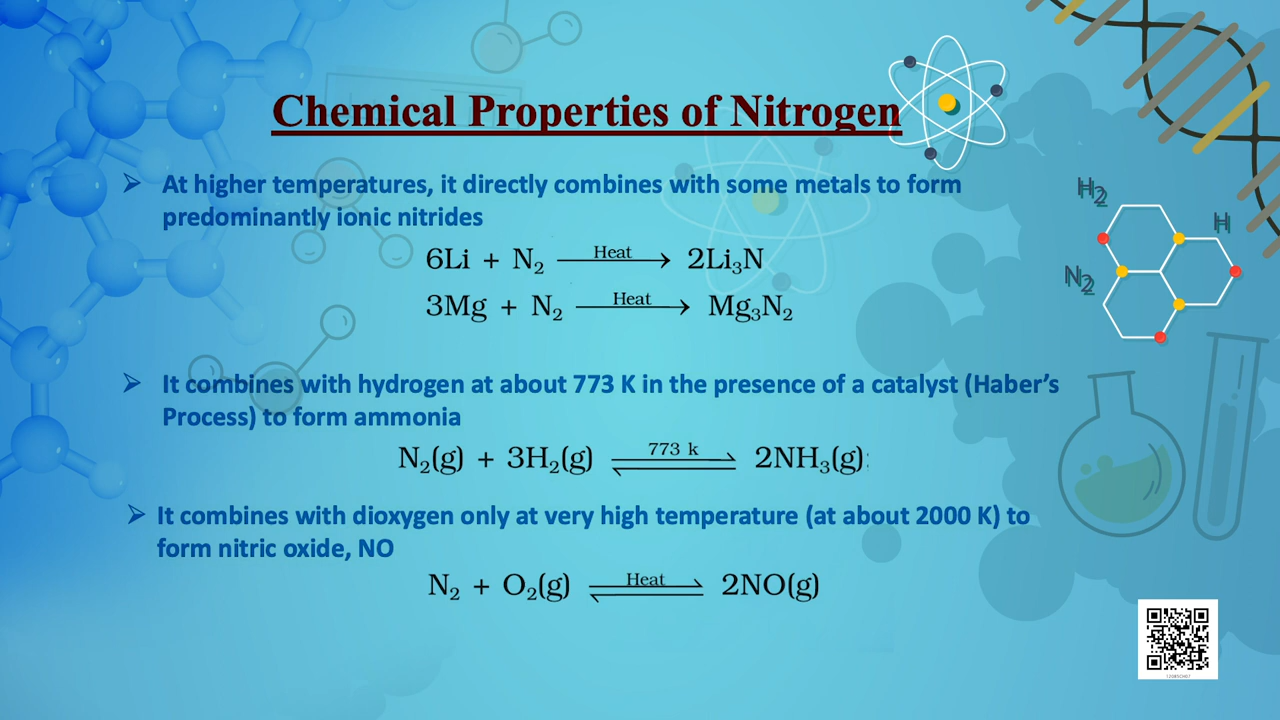 Chemical Properties of Nitrogen
➢ At higher temperatures, it directly combines with some metals to form
predominantly ionic nitrides
6Li + N₂ —Heat→ 2Li₃N
3Mg + N₂ —Heat→ Mg₃N₂
➢ It combines with hydrogen at about 773 K in the presence of a catalyst (Haber’s
Process) to form ammonia
N₂(g) + 3H₂(g) ⇌ 773 k 2NH₃(g)
➢ It combines with dioxygen only at very high temperature (at about 2000 K) to
form nitric oxide, NO
N₂ + O₂(g) ⇌ Heat 2NO(g)
H2
H
N2